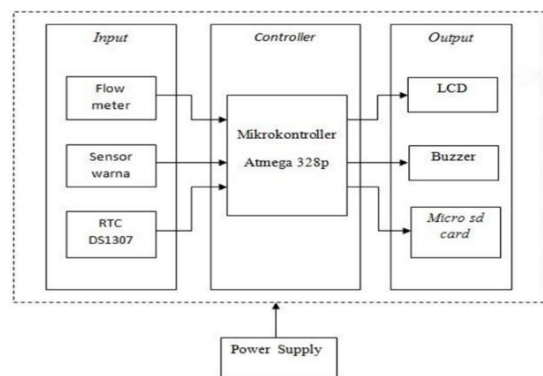 Input
Flow
meter
Sensor
warna
RTC
DS1307
Controller
Mikrokontroller
Atmega 328p
Output
LCD
Buzzer
Micro sd
card
Power Supply